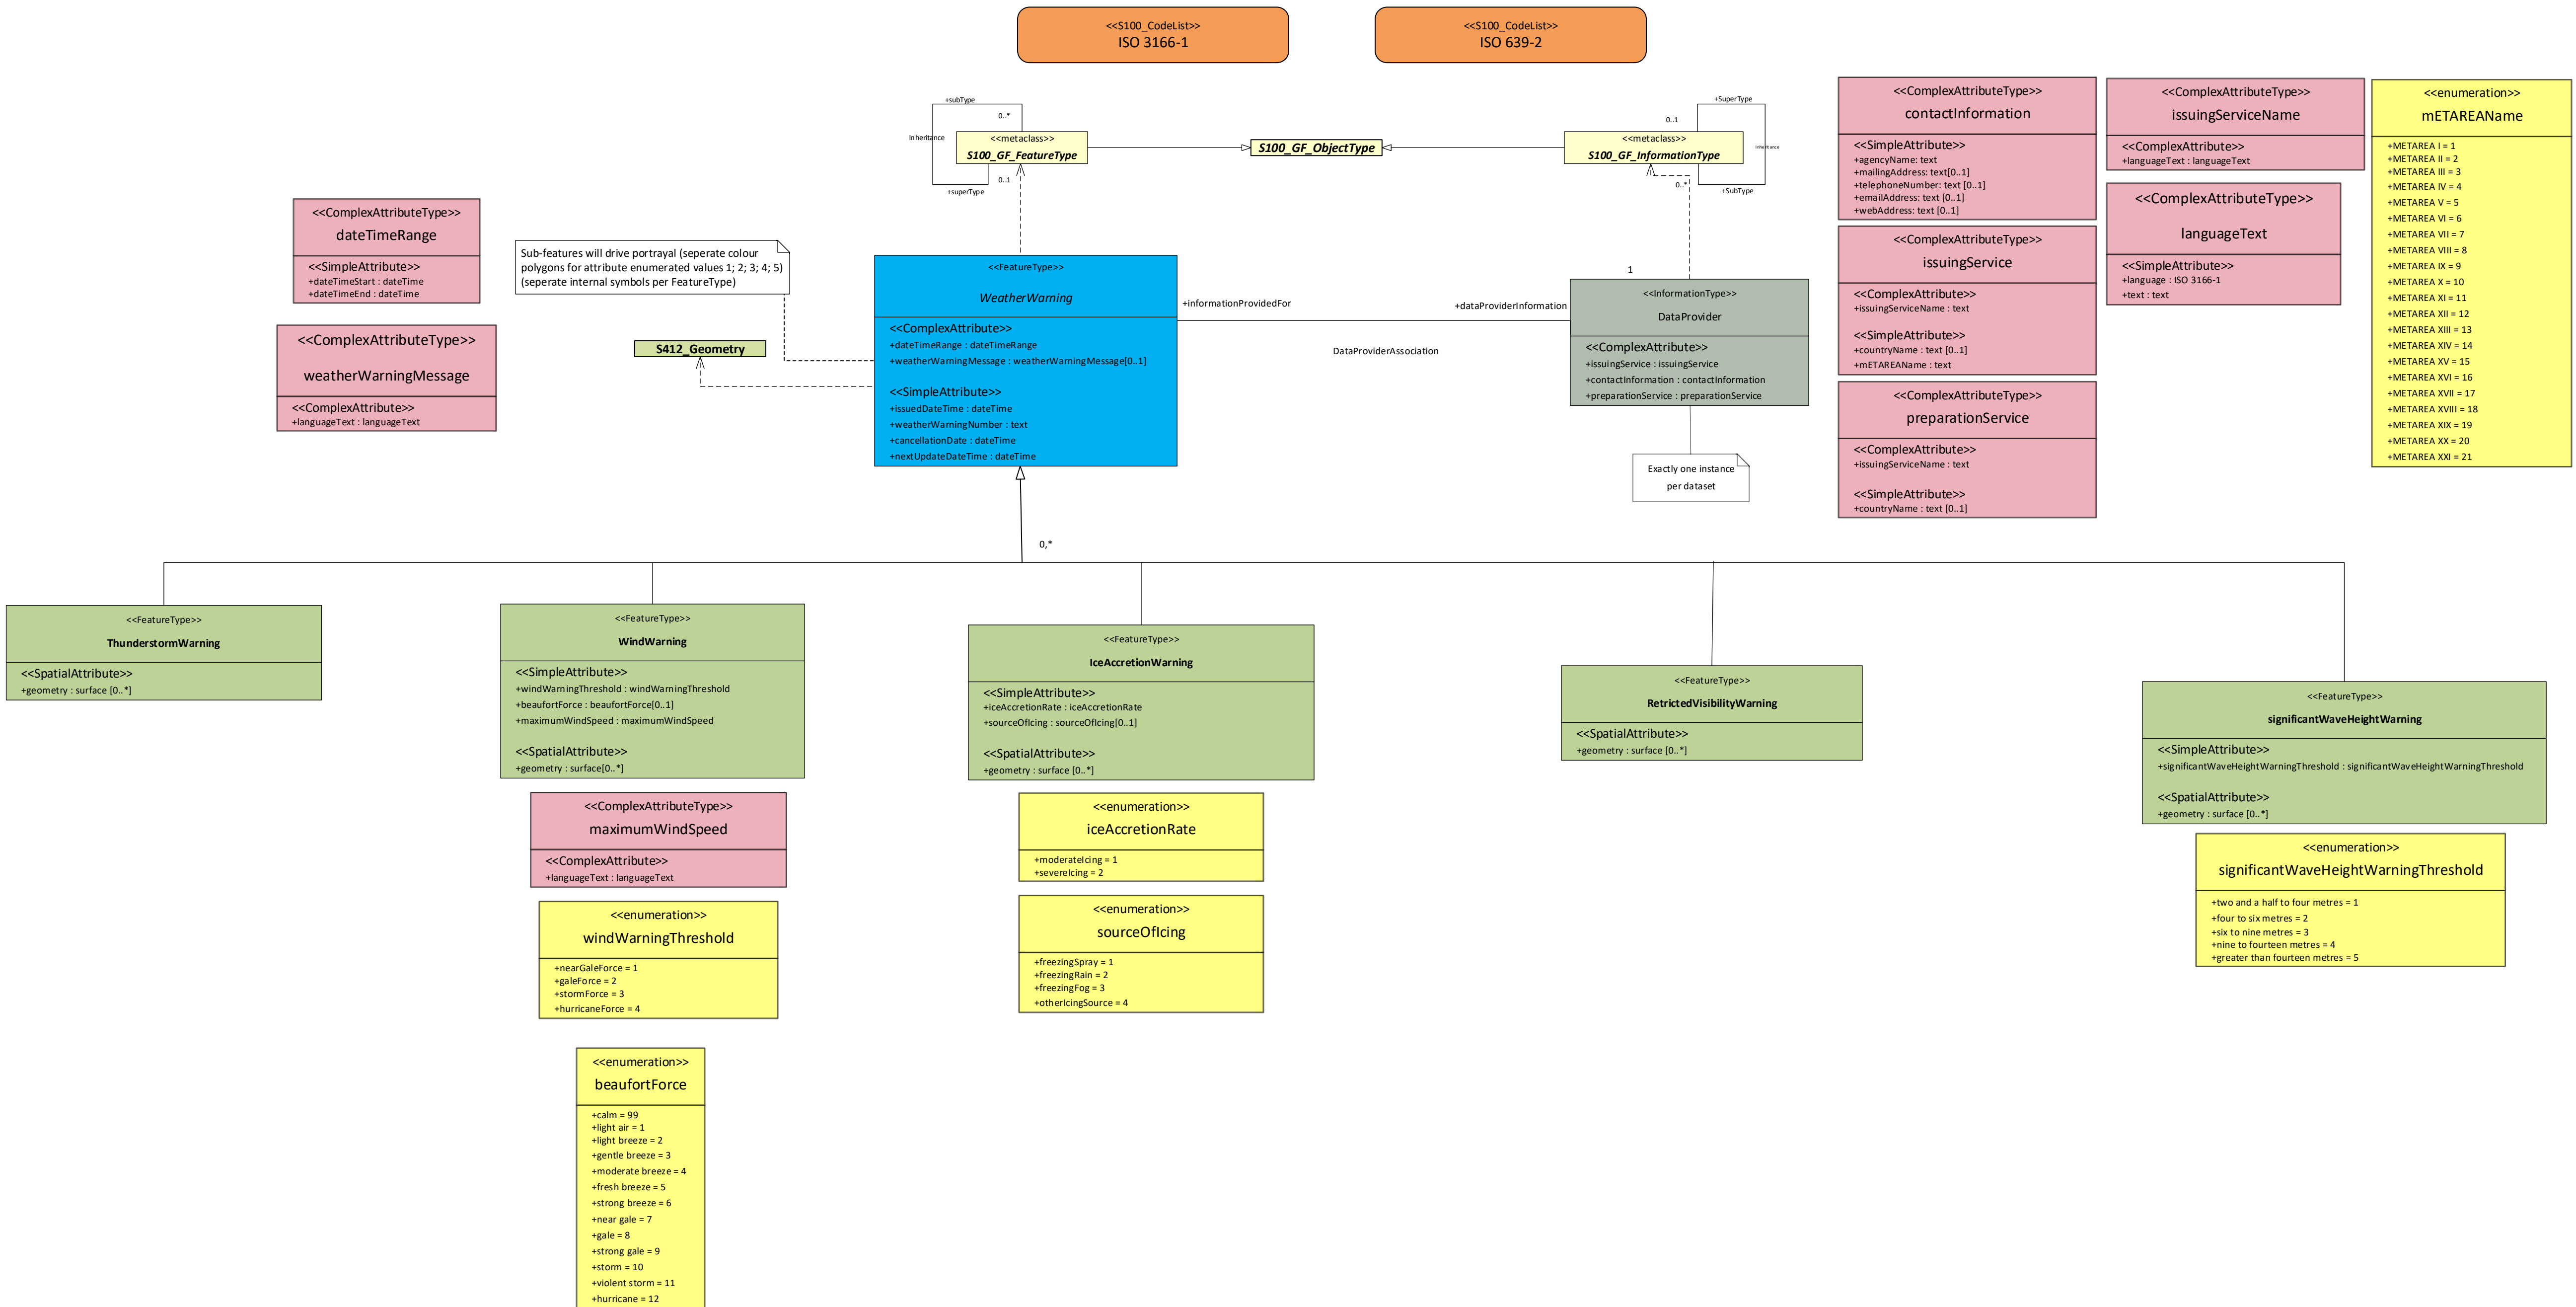 <<S100_CodeList>>
ISO 3166-1
<<S100_CodeList>>
ISO 639-2
+subType
0..*
Inheritance
<<metaclass>>
S100_GF_FeatureType
0..1
+superType
S100_GF_ObjectType
+SuperType
0..1
<<metaclass>>
S100_GF_InformationType
Inheritance
0..*
+SubType
<<ComplexAttributeType>>
contactInformation
<<SimpleAttribute>>
+agencyName: text
+mailingAddress: text[0..1]
+telephoneNumber: text [0..1]
+emailAddress: text [0..1]
+webAddress: text [0..1]
<<ComplexAttributeType>>
issuingServiceName
<<ComplexAttribute>>
+languageText : languageText
<<enumeration>>
mETAREAName
+METAREA I = 1
+METAREA II = 2
+METAREA III = 3
+METAREA IV = 4
+METAREA V = 5
+METAREA VI = 6
+METAREA VII = 7
+METAREA VIII = 8
+METAREA IX = 9
+METAREA X = 10
+METAREA XI = 11
+METAREA XII = 12
+METAREA XIII = 13
+METAREA XIV = 14
+METAREA XV = 15
+METAREA XVI = 16
+METAREA XVII = 17
+METAREA XVIII = 18
+METAREA XIX = 19
+METAREA XX = 20
+METAREA XXI = 21
<<ComplexAttributeType>>
languageText
<<SimpleAttribute>>
+language : ISO 3166-1
+text : text
<<ComplexAttributeType>>
issuingService
<<ComplexAttribute>>
+issuingServiceName : text
<<SimpleAttribute>>
+countryName : text [0..1]
+mETAREAName : text
<<ComplexAttributeType>>
preparationService
<<ComplexAttribute>>
+issuingServiceName : text
<<SimpleAttribute>>
+countryName : text [0..1]
<<ComplexAttributeType>>
dateTimeRange
<<SimpleAttribute>>
+dateTimeStart : dateTime
+dateTimeEnd : dateTime
<<ComplexAttributeType>>
weatherWarningMessage
<<ComplexAttribute>>
+languageText : languageText
Sub-features will drive portrayal (seperate colour
polygons for attribute enumerated values 1; 2; 3; 4; 5)
(seperate internal symbols per FeatureType)
S412_Geometry
<<FeatureType>>
WeatherWarning
<<ComplexAttribute>>
+dateTimeRange : dateTimeRange
+weatherWarningMessage : weatherWarningMessage[0..1]
<<SimpleAttribute>>
+issuedDateTime : dateTime
+weatherWarningNumber : text
+cancellationDate : dateTime
+nextUpdateDateTime : dateTime
+informationProvidedFor
+dataProviderInformation
DataProviderAssociation
1
<<InformationType>>
DataProvider
<<ComplexAttribute>>
+issuingService : issuingService
+contactInformation : contactInformation
+preparationService : preparationService
Exactly one instance
per dataset
0,*
<<FeatureType>>
ThunderstormWarning
<<SpatialAttribute>>
+geometry : surface [0..*]
<<FeatureType>>
WindWarning
<<SimpleAttribute>>
+windWarningThreshold : windWarningThreshold
+beaufortForce : beaufortForce[0..1]
+maximumWindSpeed : maximumWindSpeed
<<SpatialAttribute>>
+geometry : surface[0..*]
<<ComplexAttributeType>>
maximumWindSpeed
<<ComplexAttribute>>
+languageText : languageText
<<enumeration>>
windWarningThreshold
+nearGaleForce = 1
+galeForce = 2
+stormForce = 3
+hurricaneForce = 4
<<enumeration>>
beaufortForce
+calm = 99
+light air = 1
+light breeze = 2
+gentle breeze = 3
+moderate breeze = 4
+fresh breeze = 5
+strong breeze = 6
+near gale = 7
+gale = 8
+strong gale = 9
+storm = 10
+violent storm = 11
+hurricane = 12
<<FeatureType>>
IceAccretionWarning
<<SimpleAttribute>>
+iceAccretionRate : iceAccretionRate
+sourceOfIcing : sourceOfIcing[0..1]
<<SpatialAttribute>>
+geometry : surface [0..*]
<<enumeration>>
iceAccretionRate
+moderateIcing = 1
+severeIcing = 2
<<enumeration>>
sourceOfIcing
+freezingSpray = 1
+freezingRain = 2
+freezingFog = 3
+otherIcingSource = 4
<<FeatureType>>
RetrictedVisibilityWarning
<<SpatialAttribute>>
+geometry : surface [0..*]
<<FeatureType>>
significantWaveHeightWarning
<<SimpleAttribute>>
+significantWaveHeightWarningThreshold : significantWaveHeightWarningThreshold
<<SpatialAttribute>>
+geometry : surface [0..*]
<<enumeration>>
significantWaveHeightWarningThreshold
+two and a half to four metres = 1
+four to six metres = 2
+six to nine metres = 3
+nine to fourteen metres = 4
+greater than fourteen metres = 5